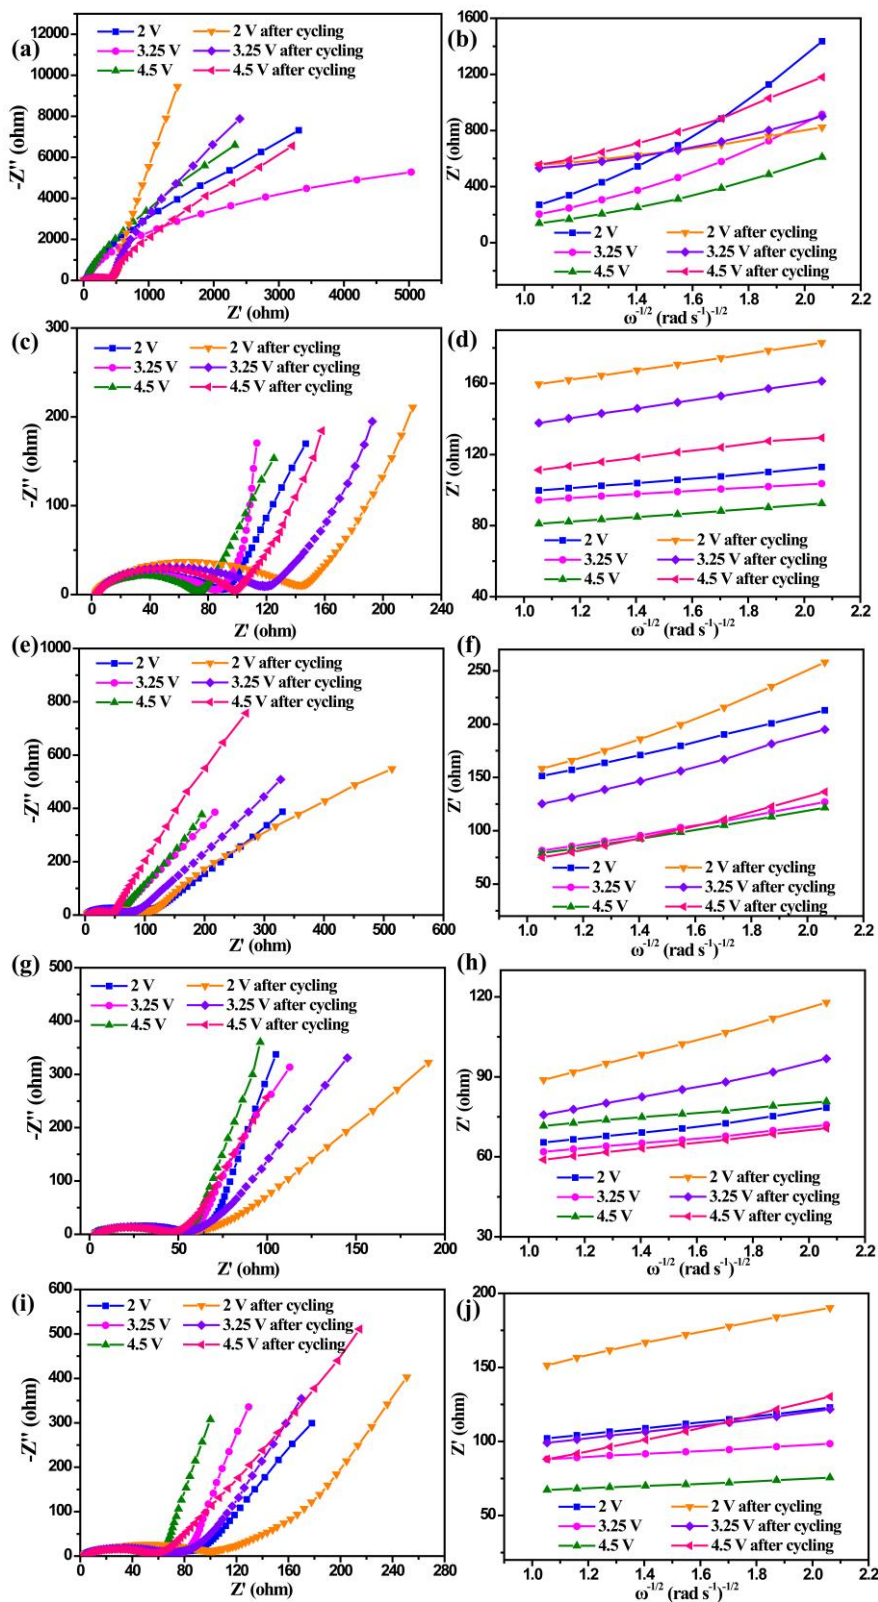 (a)
12000
10000
8000
6000
4000
2000
0
-Z'' (ohm)
2 V 2 V after cycling
3.25 V 3.25 V after cycling
4.5 V 4.5 V after cycling
0 1000 2000 3000 4000 5000
Z' (ohm)
(b)
1600
1200
800
400
0
Z' (ohm)
2 V 2 V after cycling
3.25 V 3.25 V after cycling
4.5 V 4.5 V after cycling
1.0 1.2 1.4 1.6 1.8 2.0 2.2
ω-1/2 (rad s-1)-1/2
(c)
300
200
100
0
-Z'' (ohm)
2 V 2 V after cycling
3.25 V 3.25 V after cycling
4.5 V 4.5 V after cycling
0 40 80 120 160 200 240
Z' (ohm)
(d)
160
120
80
40
Z' (ohm)
2 V 2 V after cycling
3.25 V 3.25 V after cycling
4.5 V 4.5 V after cycling
1.0 1.2 1.4 1.6 1.8 2.0 2.2
ω-1/2 (rad s-1)-1/2
(e)
1000
800
600
400
200
0
-Z'' (ohm)
2 V 2 V after cycling
3.25 V 3.25 V after cycling
4.5 V 4.5 V after cycling
0 100 200 300 400 500 600
Z' (ohm)
(f)
250
200
150
100
50
Z' (ohm)
2 V 2 V after cycling
3.25 V 3.25 V after cycling
4.5 V 4.5 V after cycling
1.0 1.2 1.4 1.6 1.8 2.0 2.2
ω-1/2 (rad s-1)-1/2
(g)
500
400
300
200
100
0
-Z'' (ohm)
2 V 2 V after cycling
3.25 V 3.25 V after cycling
4.5 V 4.5 V after cycling
0 50 100 150 200
Z' (ohm)
(h)
120
90
60
30
Z' (ohm)
2 V 2 V after cycling
3.25 V 3.25 V after cycling
4.5 V 4.5 V after cycling
1.0 1.2 1.4 1.6 1.8 2.0 2.2
ω-1/2 (rad s-1)-1/2
(i)
600
500
400
300
200
100
0
-Z'' (ohm)
2 V 2 V after cycling
3.25 V 3.25 V after cycling
4.5 V 4.5 V after cycling
0 40 80 120 160 200 240 280
Z' (ohm)
(j)
200
150
100
50
Z' (ohm)
2 V 2 V after cycling
3.25 V 3.25 V after cycling
4.5 V 4.5 V after cycling
1.0 1.2 1.4 1.6 1.8 2.0 2.2
ω-1/2 (rad s-1)-1/2